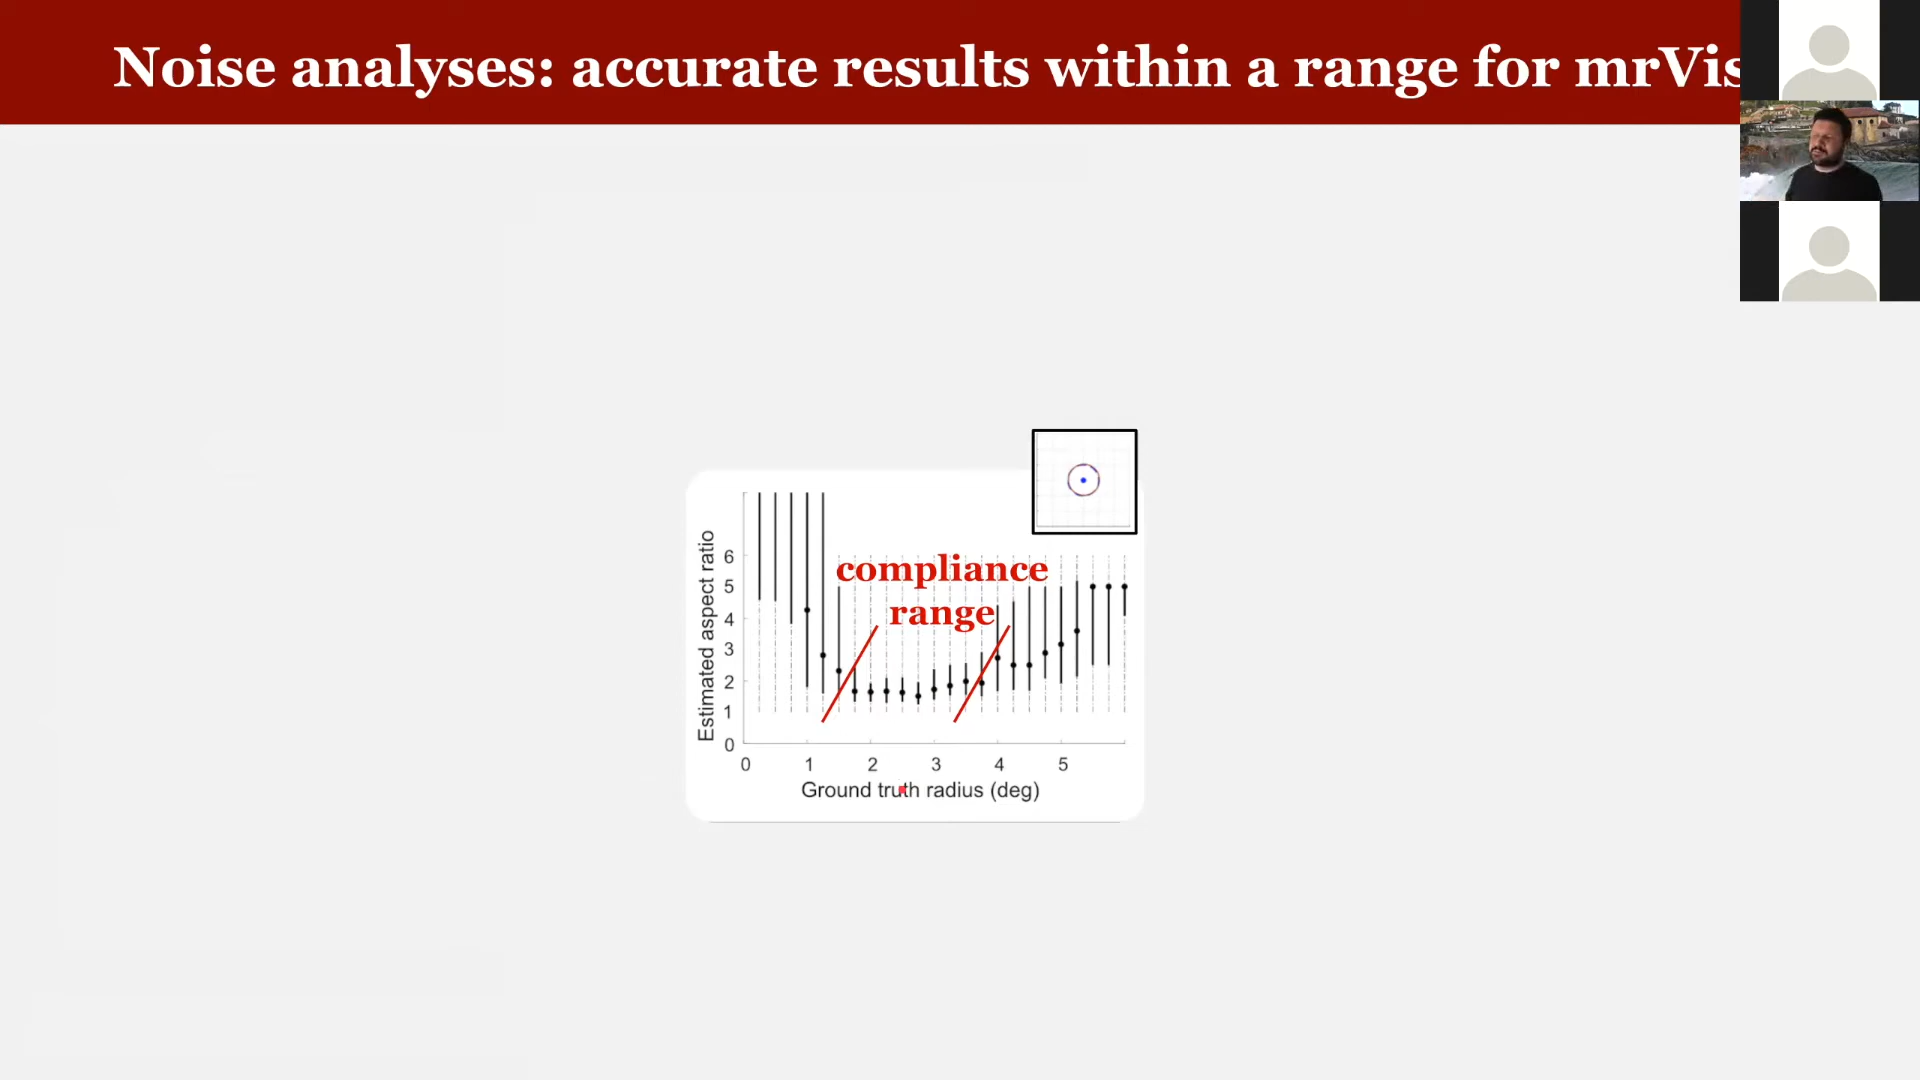 Noise analyses: accurate results within a range for mrVis
compliance
range
Estimated aspect ratio
6
5
4
3
2
1
0
0 1 2 3 4 5
Ground truth radius (deg)